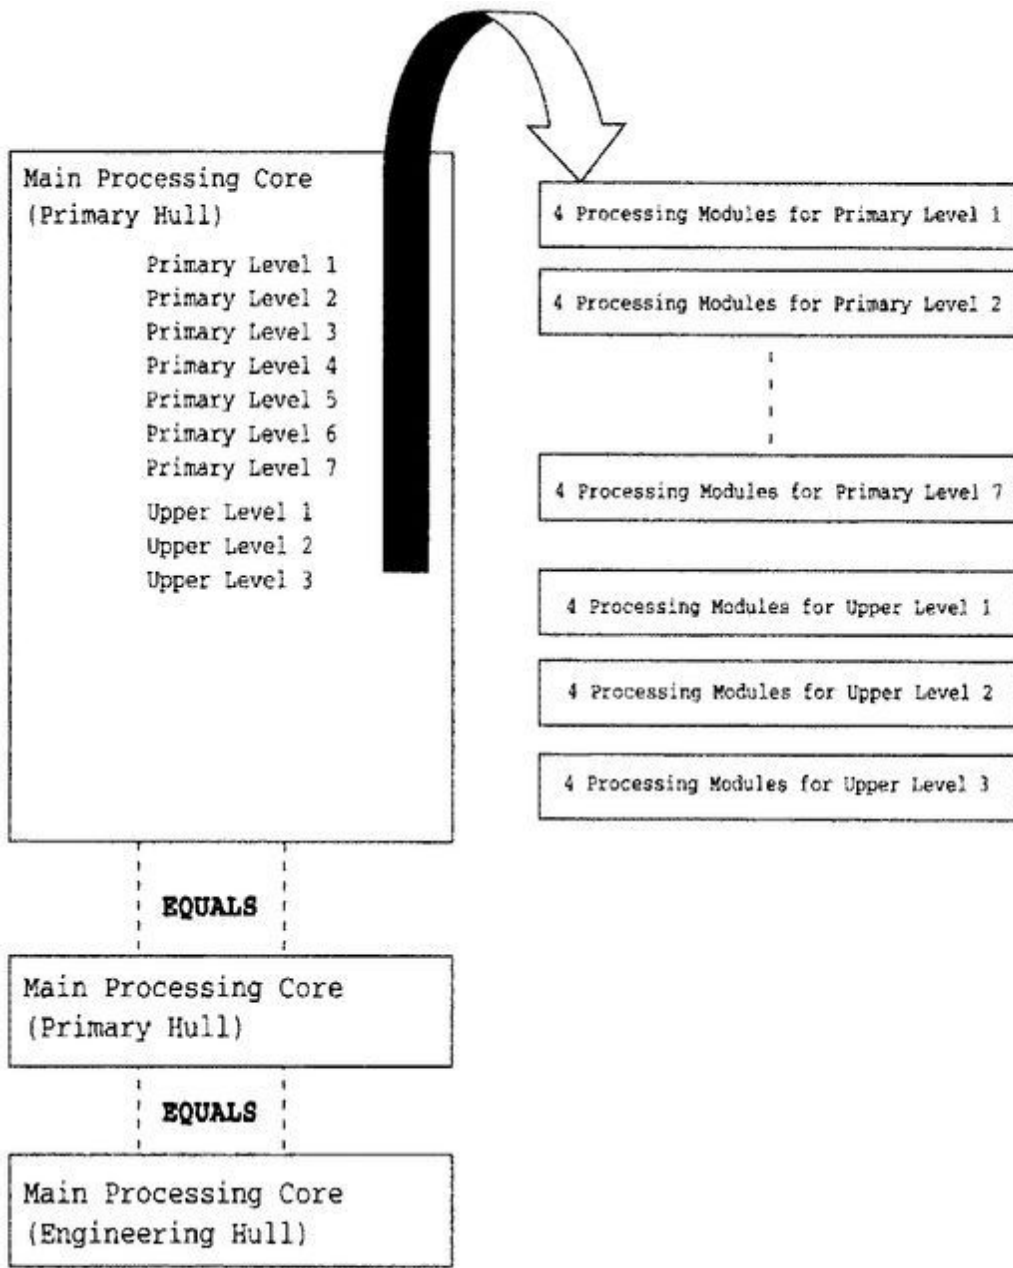 Main Processing Core
(Primary Hull)
Primary Level 1
Primary Level 2
Primary Level 3
Primary Level 4
Primary Level 5
Primary Level 6
Primary Level 7
Upper Level 1
Upper Level 2
Upper Level 3
4 Processing Modules for Primary Level 1
4 Processing Modules for Primary Level 2
4 Processing Modules for Primary Level 7
4 Processing Modules for Upper Level 1
4 Processing Modules for Upper Level 2
4 Processing Modules for Upper Level 3
EQUALS
Main Processing Core
(Primary Hull)
EQUALS
Main Processing Core
(Engineering Hull)